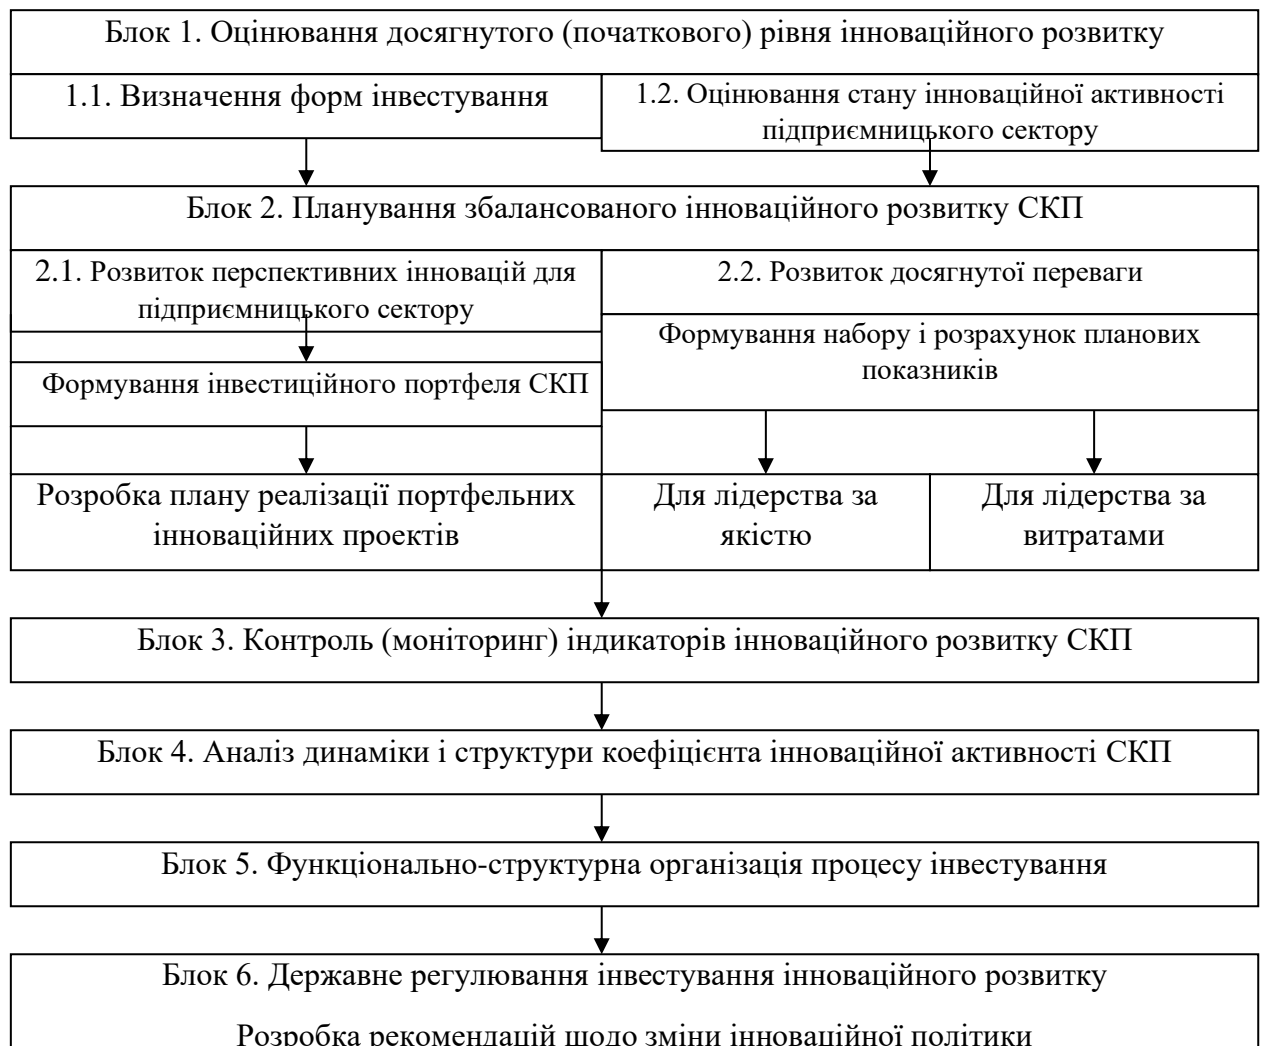 Блок 1. Оцінювання досягнутого (початкового) рівня інноваційного розвитку
1.1. Визначення форм інвестування
1.2. Оцінювання стану інноваційної активності
підприємницького сектору
Блок 2. Планування збалансованого інноваційного розвитку СКП
2.1. Розвиток перспективних інновацій для
підприємницького сектору
2.2. Розвиток досягнутої переваги
Формування набору і розрахунок планових
показників
Формування інвестиційного портфеля СКП
Розробка плану реалізації портфельних
інноваційних проектів
Для лідерства за
якістю
Для лідерства за
витратами
Блок 3. Контроль (моніторинг) індикаторів інноваційного розвитку СКП
Блок 4. Аналіз динаміки і структури коефіцієнта інноваційної активності СКП
Блок 5. Функціонально-структурна організація процесу інвестування
Блок 6. Державне регулювання інвестування інноваційного розвитку
Розробка рекомендацій щодо зміни інноваційної політики